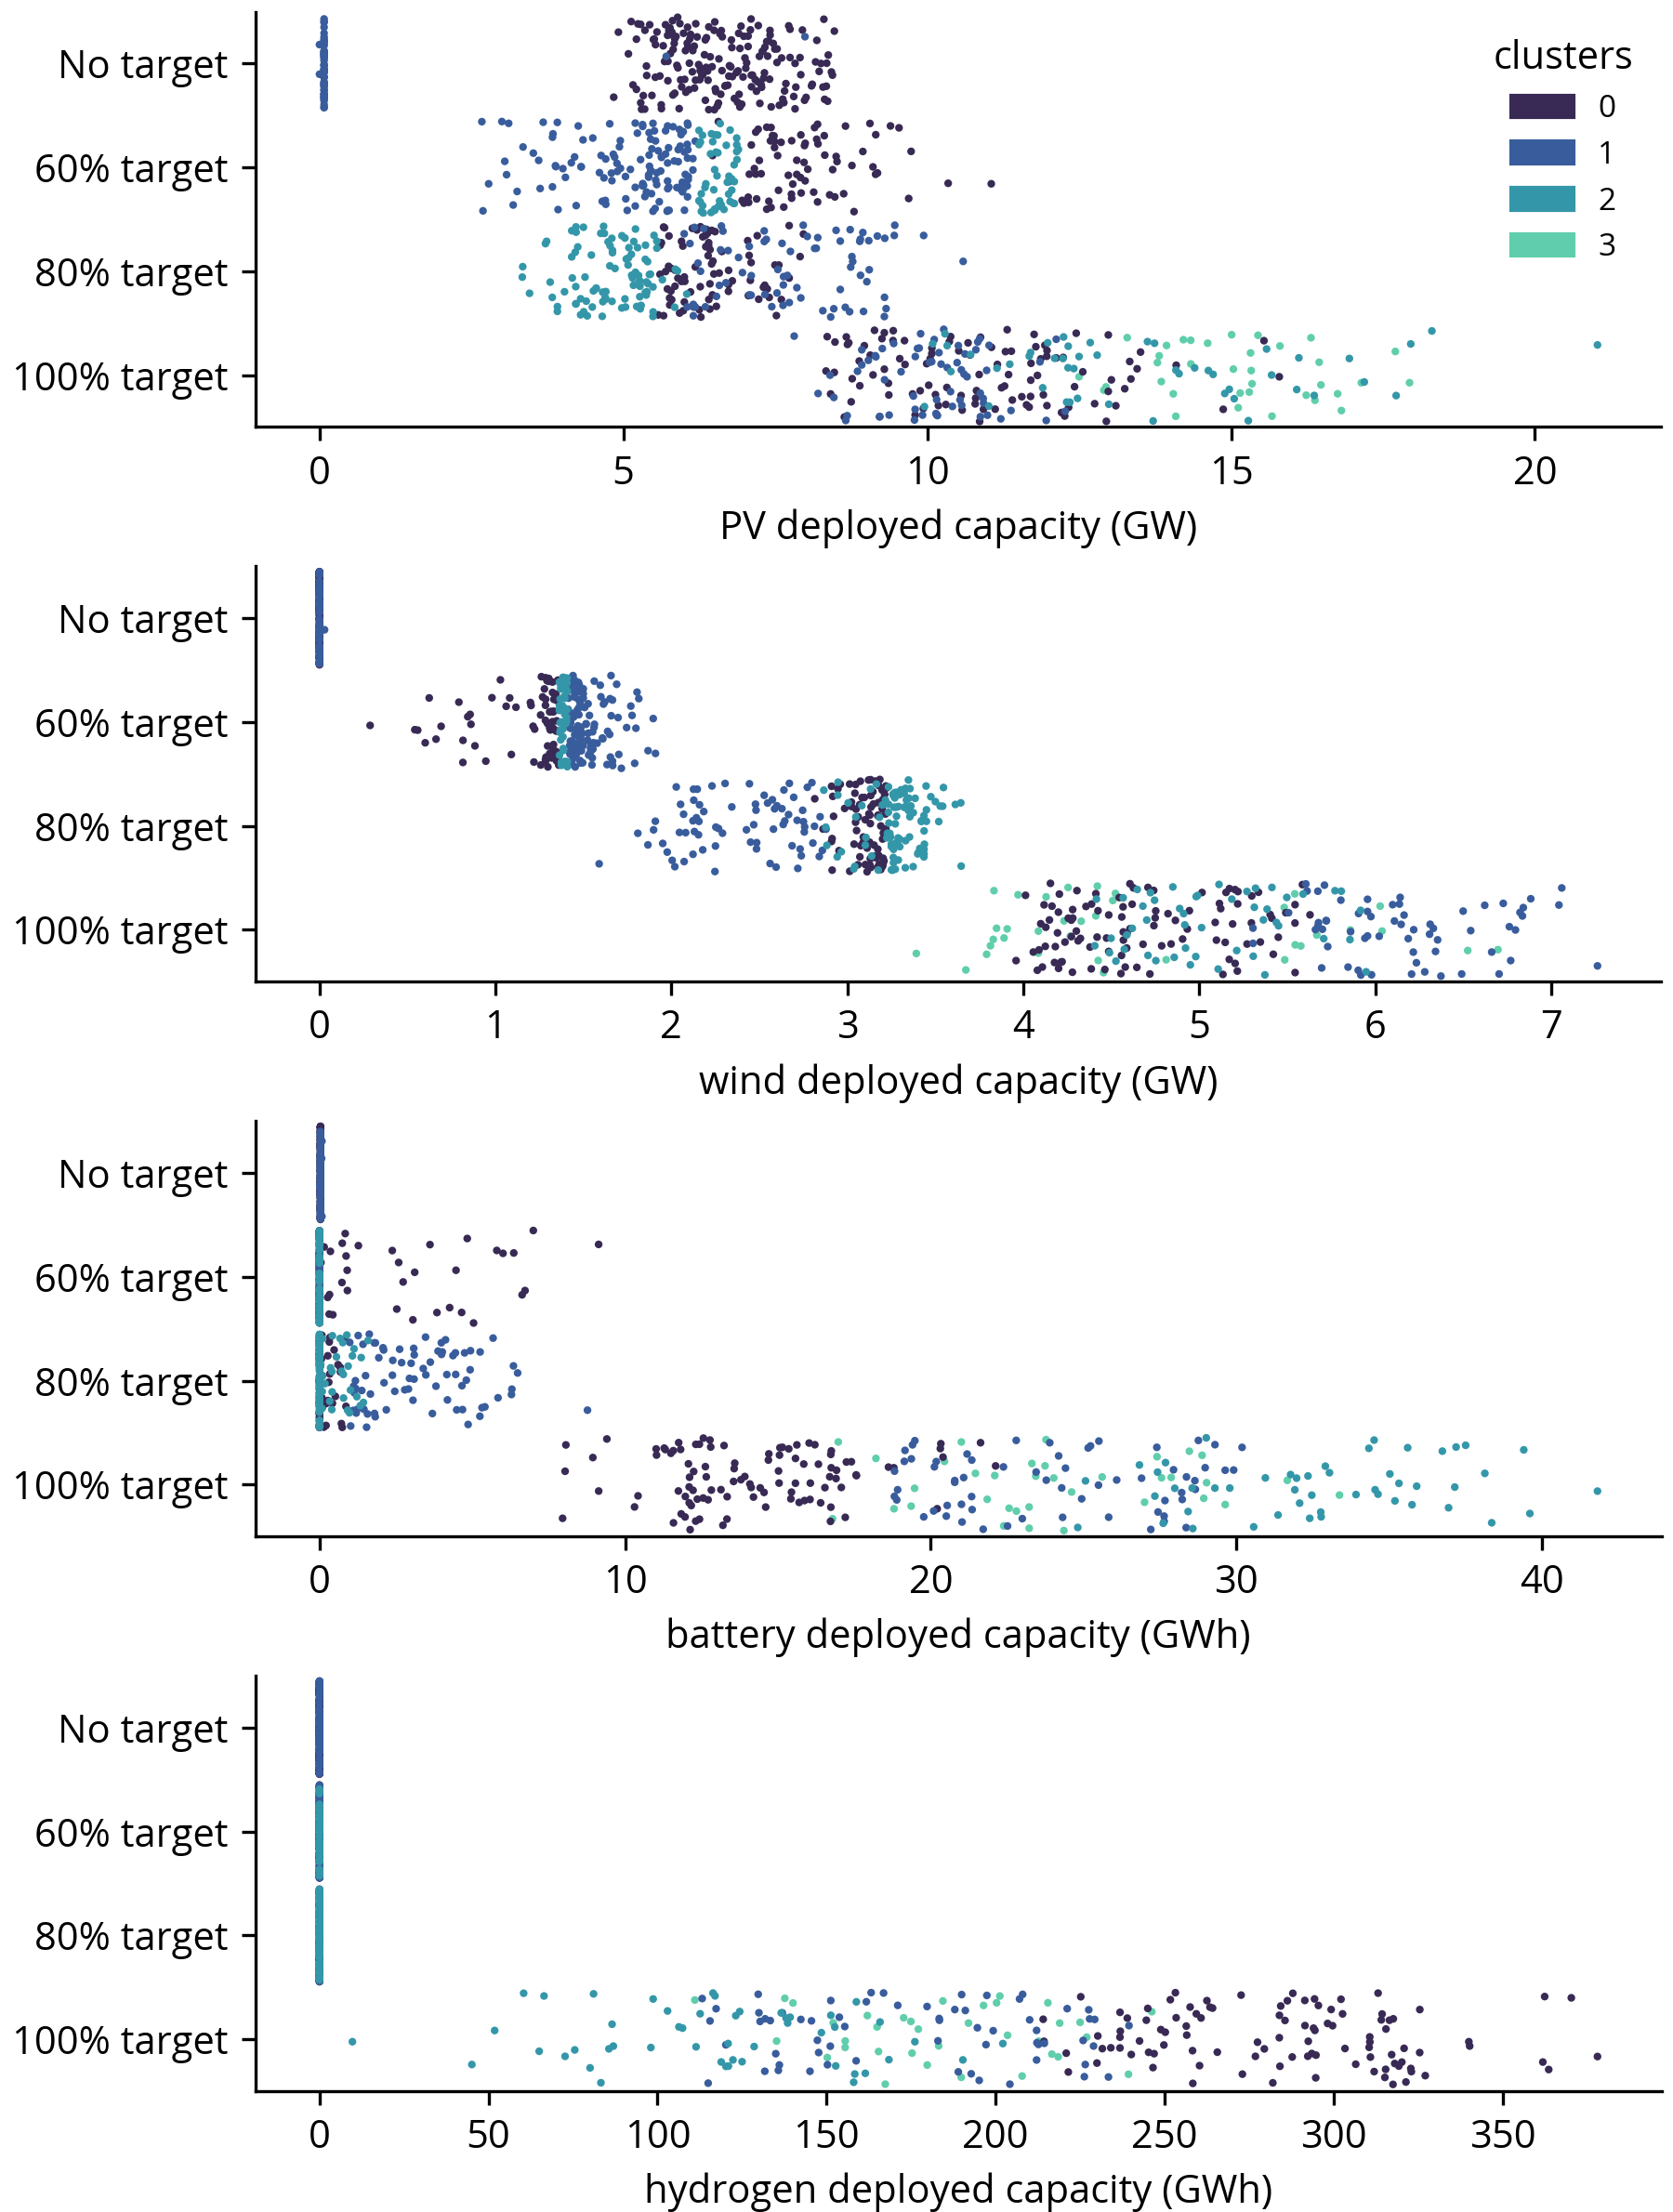 clusters
0
1
2
3
No target
60% target
80% target
100% target
0 5 10 15 20
PV deployed capacity (GW)
No target
60% target
80% target
100% target
0 1 2 3 4 5 6 7
wind deployed capacity (GW)
No target
60% target
80% target
100% target
0 10 20 30 40
battery deployed capacity (GWh)
No target
60% target
80% target
100% target
0 50 100 150 200 250 300 350
hydrogen deployed capacity (GWh)